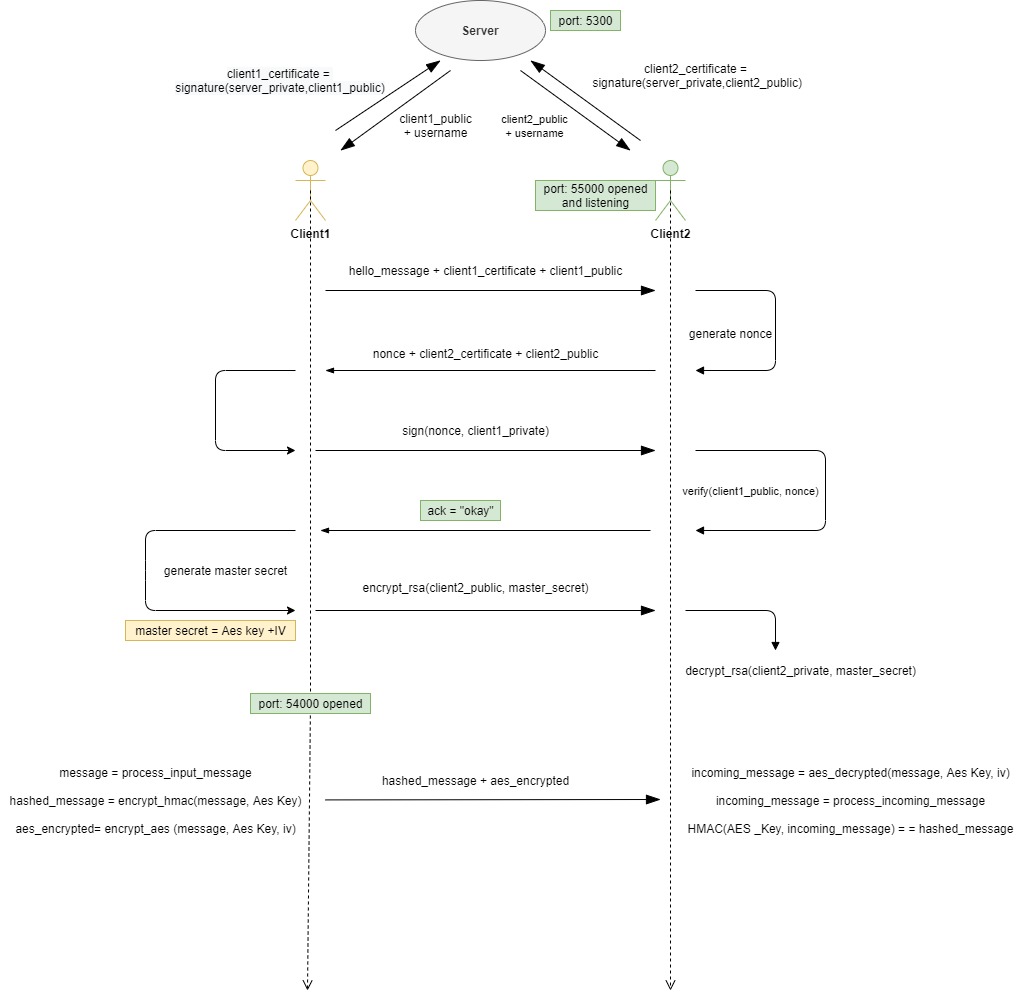 Server
port: 5300
client1_certificate =
signature(server_private,client1_public)
client2_certificate =
signature(server_private,client2_public)
client1_public
+ username
client2_public
+ username
port: 55000 opened
and listening
Client1
Client2
hello_message + client1_certificate + client1_public
generate nonce
nonce + client2_certificate + client2_public
sign(nonce, client1_private)
verify(client1_public, nonce)
ack = "okay"
generate master secret
encrypt_rsa(client2_public, master_secret)
master secret = Aes key +IV
decrypt_rsa(client2_private, master_secret)
port: 54000 opened
message = process_input_message
hashed_message = encrypt_hmac(message, Aes Key)
aes_encrypted= encrypt_aes (message, Aes Key, iv)
hashed_message + aes_encrypted
incoming_message = aes_decrypted(message, Aes Key, iv)
incoming_message = process_incoming_message
HMAC(AES _Key, incoming_message) = = hashed_message